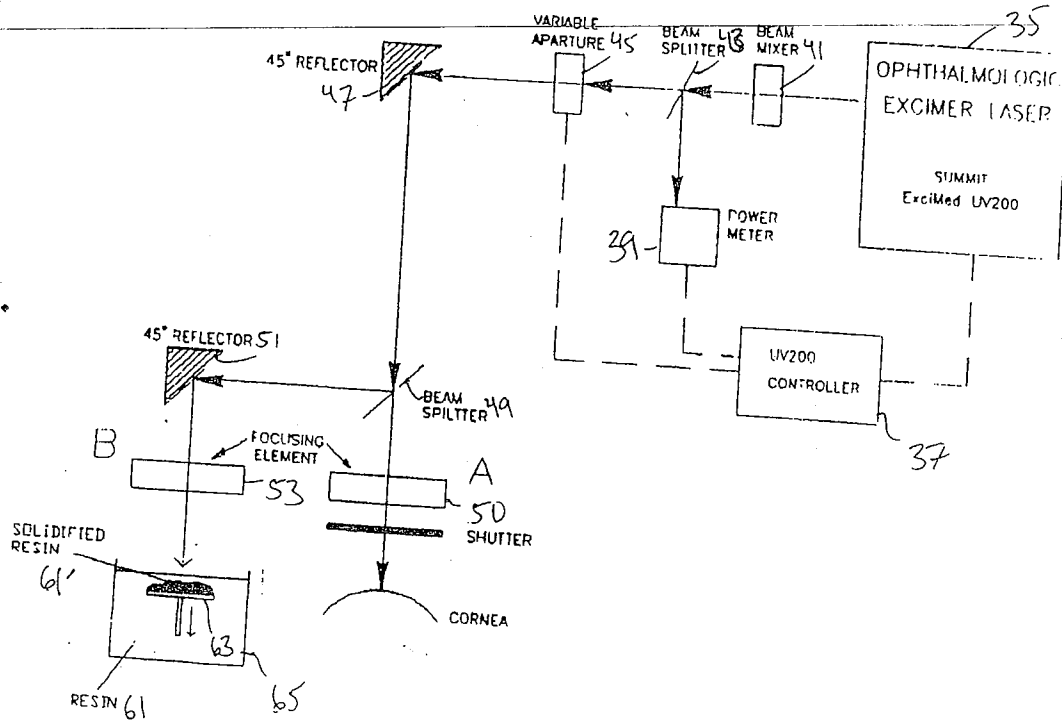 35
VARIABLE
APARTURE 45
BEAM
SPLITTER 43
BEAM
MIXER 41
45° REFLECTOR
47
OPHTHALMOLOGIC
EXCIMER LASER
SUMMIT
ExciMed UV200
POWER
METER
39
45° REFLECTOR 51
UV200
CONTROLLER
37
BEAM
SPILTTER 49
B
FOCUSING
ELEMENT
A
53
50
SHUTTER
SOLIDIFIED
RESIN
61'
63
CORNEA
RESIN 61
65